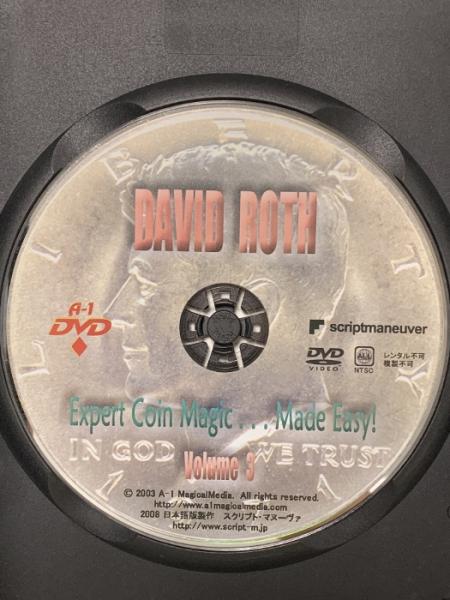 LIBERTY
DAVID ROTH
A-1
DVD
scriptmaneuver
DVD
VIDEO
ALL
NTSC
レンタル不可
複製不可
Expert Coin Magic . . . Made Easy!
IN GOD WE TRUST
Volume 3
© 2003 A-1 MagicalMedia. All rights reserved.
http://www.a1magicalmedia.com
2008 日本語版製作 スクリプト・マヌーヴァ
http://www.script-m.jp